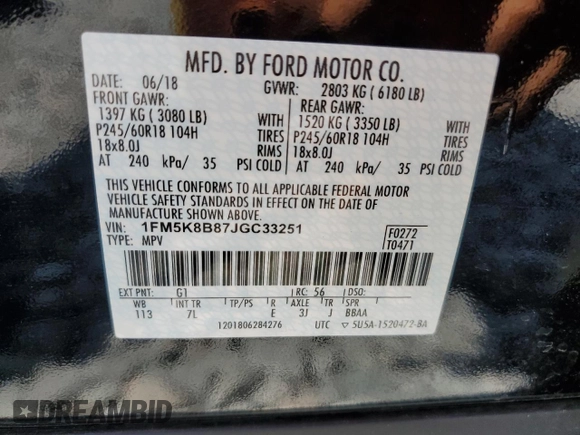 MFD. BY FORD MOTOR CO.
DATE: 06/18 GVWR: 2803 KG ( 6180 LB)
FRONT GAWR: REAR GAWR:
1397 KG ( 3080 LB) 1520 KG ( 3350 LB)
P245/60R18 104H TIRES P245/60R18 104H TIRES
18x8.0J RIMS 18x8.0J RIMS
AT 240 kPa/ 35 PSI COLD AT 240 kPa/ 35 PSI COLD
THIS VEHICLE CONFORMS TO ALL APPLICABLE FEDERAL MOTOR
VEHICLE SAFETY STANDARDS IN EFFECT ON THE DATE OF
MANUFACTURE SHOWN ABOVE.
VIN: 1FM5K8B87JGC33251 F0272
TYPE: MPV T0471
EXT PNT: G1 RC: 56 DSO:
WB INT TR TP/PS R AXLE TR SPR
113 7L E 3J J BBAA
1201806284276 UTC 5U5A-1520472-BA
DREAMBID